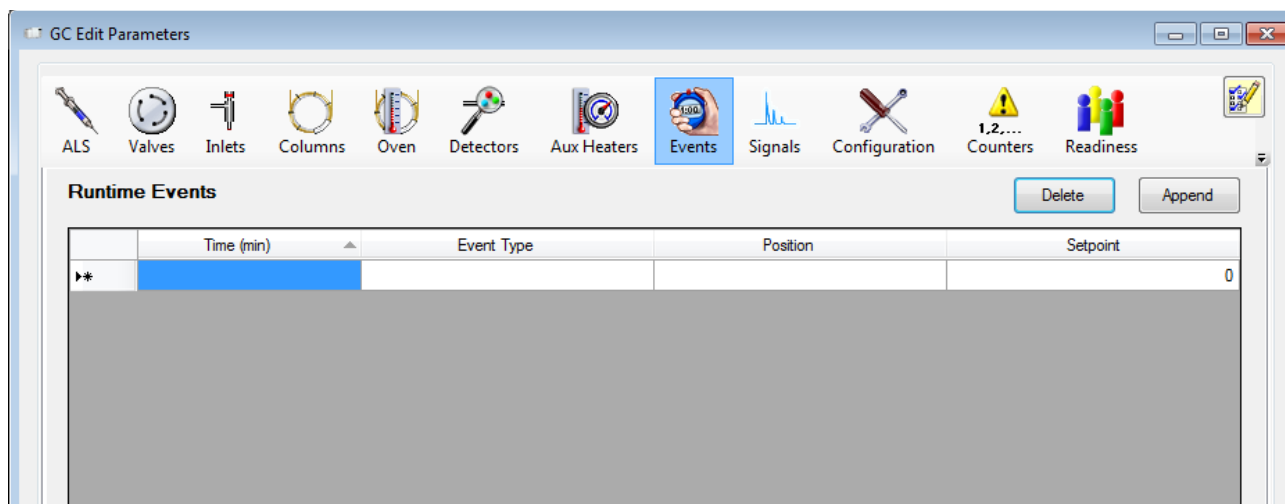 GC Edit Parameters
1:00
1,2,...
ALS Valves Inlets Columns Oven Detectors Aux Heaters Events Signals Configuration Counters Readiness
Runtime Events Delete Append
Time (min) Event Type Position Setpoint
0